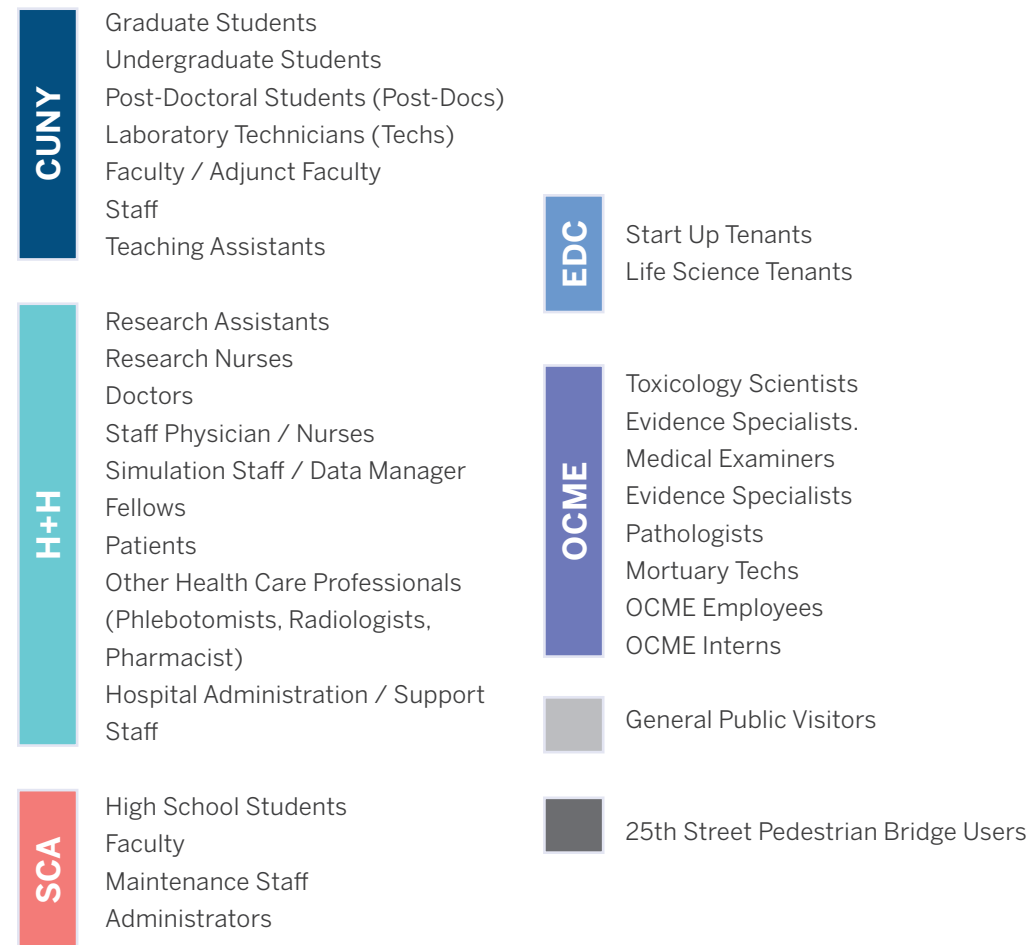 CUNY
Graduate Students
Undergraduate Students
Post-Doctoral Students (Post-Docs)
Laboratory Technicians (Techs)
Faculty / Adjunct Faculty
Staff
Teaching Assistants
H+H
Research Assistants
Research Nurses
Doctors
Staff Physician / Nurses
Simulation Staff / Data Manager
Fellows
Patients
Other Health Care Professionals
(Phlebotomists, Radiologists,
Pharmacist)
Hospital Administration / Support
Staff
SCA
High School Students
Faculty
Maintenance Staff
Administrators
EDC
Start Up Tenants
Life Science Tenants
OCME
Toxicology Scientists
Evidence Specialists.
Medical Examiners
Evidence Specialists
Pathologists
Mortuary Techs
OCME Employees
OCME Interns
General Public Visitors
25th Street Pedestrian Bridge Users